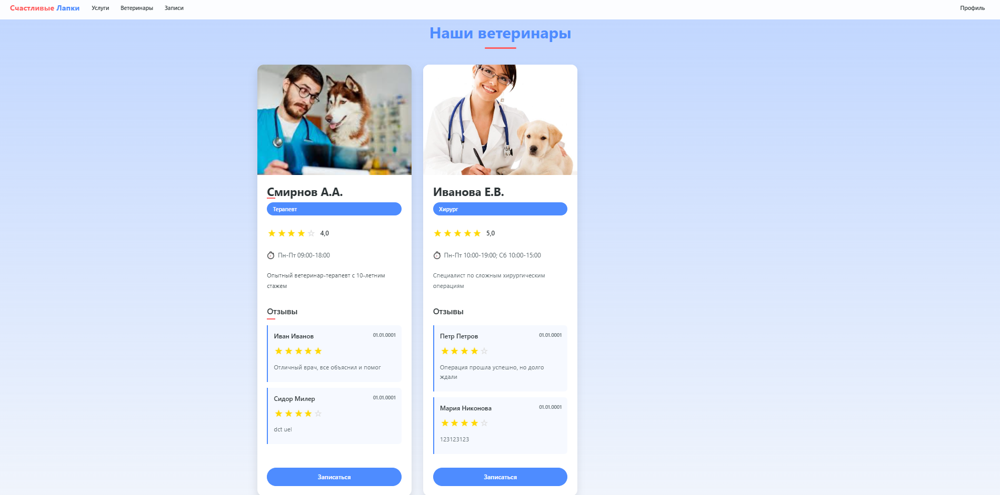 Счастливые Лапки Услуги Ветеринары Записи Профиль
Наши ветеринары
Смирнов А.А.
Терапевт
4,0
Пн-Пт 09:00-18:00
Опытный ветеринар-терапевт с 10-летним
стажем
Отзывы
Иван Иванов 01.01.0001
Отличный врач, все объяснил и помог
Сидор Милер 01.01.0001
dct uel
Записаться
Иванова Е.В.
Хирург
5,0
Пн-Пт 10:00-19:00; Сб 10:00-15:00
Специалист по сложным хирургическим
операциям
Отзывы
Петр Петров 01.01.0001
Операция прошла успешно, но долго
ждали
Мария Никонова 01.01.0001
123123123
Записаться